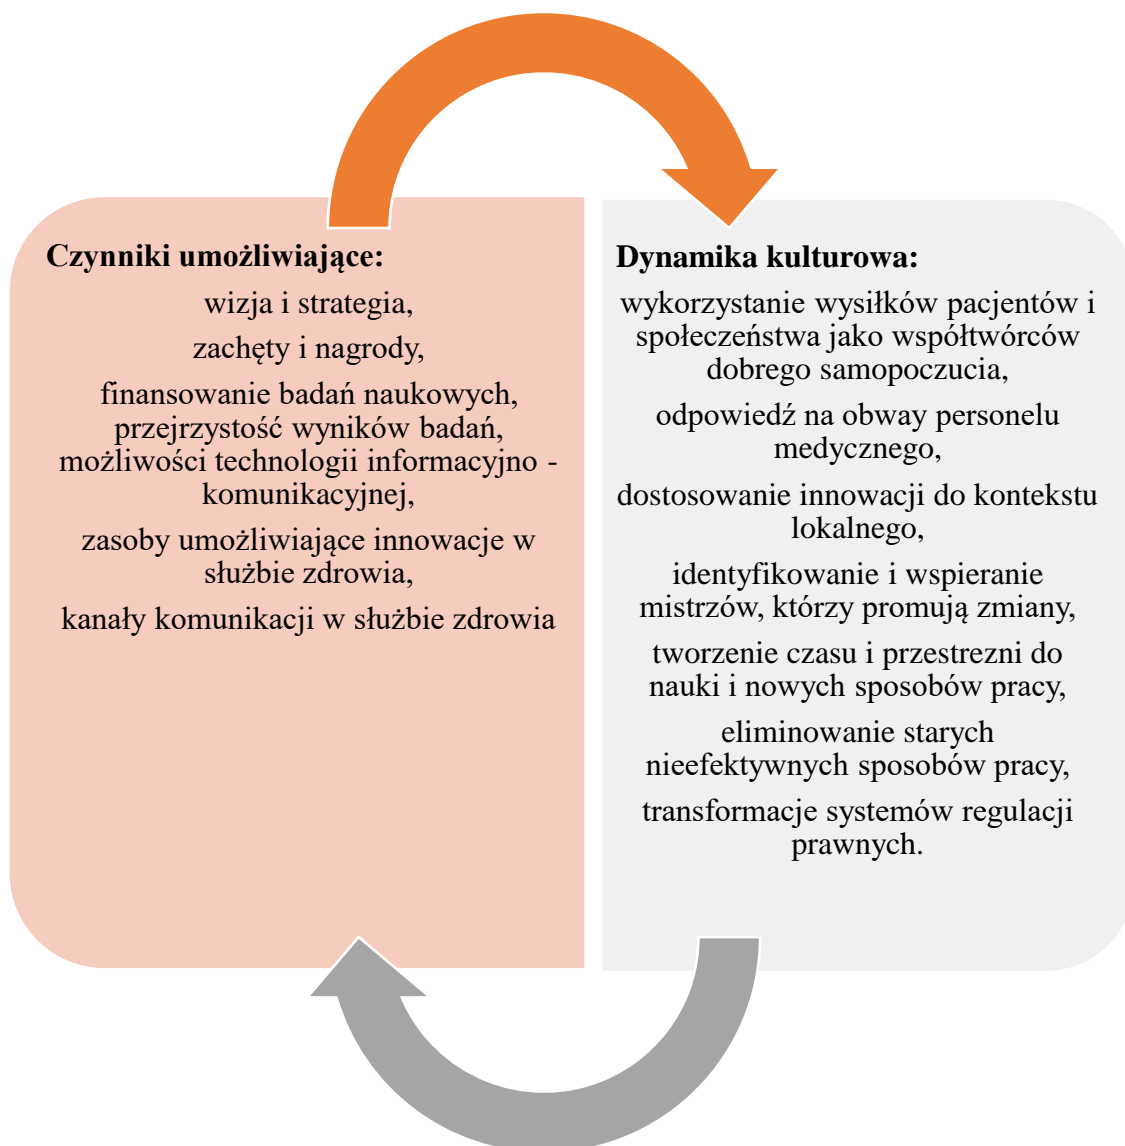 Czynniki umożliwiające:
wizja i strategia,
zachęty i nagrody,
finansowanie badań naukowych,
przejrzystość wyników badań,
możliwości technologii informacyjno -
komunikacyjnej,
zasoby umożliwiające innowacje w
służbie zdrowia,
kanały komunikacji w służbie zdrowia
Dynamika kulturowa:
wykorzystanie wysiłków pacjentów i
społeczeństwa jako współtwórców
dobrego samopoczucia,
odpowiedź na obway personelu
medycznego,
dostosowanie innowacji do kontekstu
lokalnego,
identyfikowanie i wspieranie
mistrzów, którzy promują zmiany,
tworzenie czasu i przestrezni do
nauki i nowych sposobów pracy,
eliminowanie starych
nieefektywnych sposobów pracy,
transformacje systemów regulacji
prawnych.